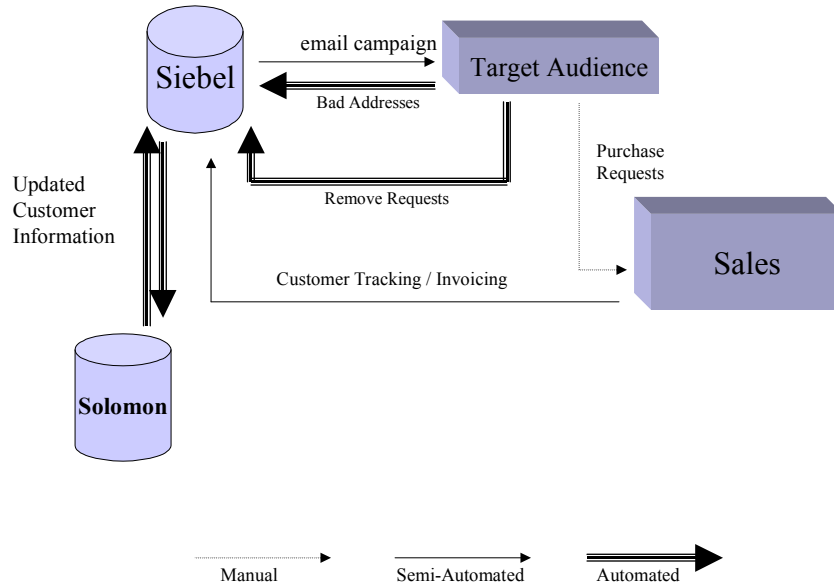 Siebel
email campaign
Target Audience
Bad Addresses
Updated
Customer
Information
Remove Requests
Purchase
Requests
Sales
Customer Tracking / Invoicing
Solomon
Manual
Semi-Automated
Automated